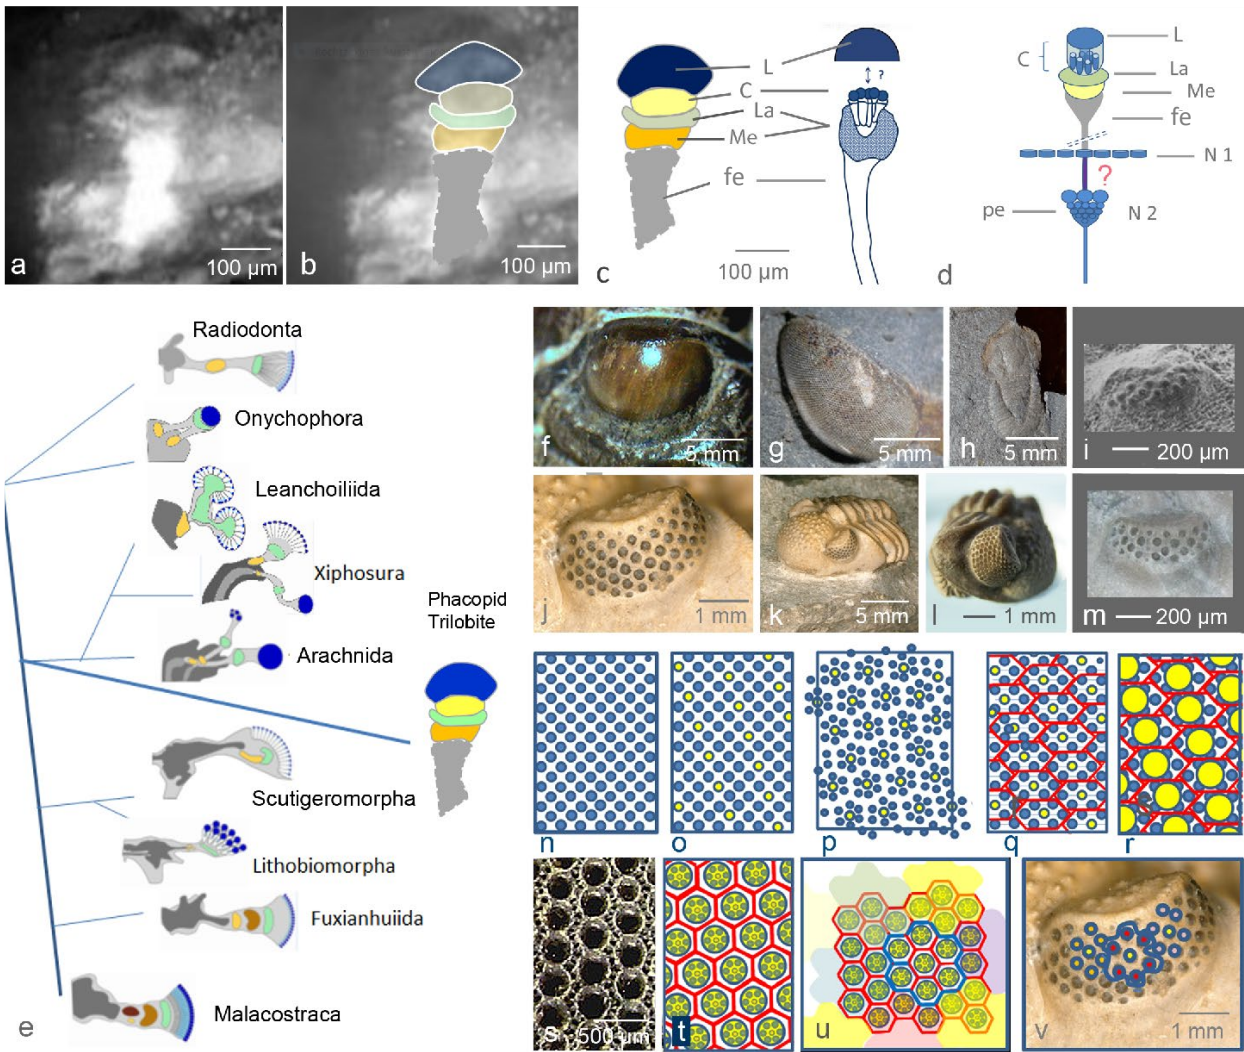 a
100 µm
b
100 µm
L
C
La
Me
fe
?
c
100 µm
L
C
La
Me
fe
N 1
?
pe
N 2
d
Radiodonta
Onychophora
Leanchoiliida
Xiphosura
Arachnida
Phacopid
Trilobite
Scutigeromorpha
Lithobiomorpha
Fuxianhuiida
Malacostraca
e
f
5 mm
g
5 mm
h
5 mm
i
200 µm
j
1 mm
k
5 mm
l
1 mm
m
200 µm
n
o
p
q
r
s
500 µm
t
u
v
1 mm